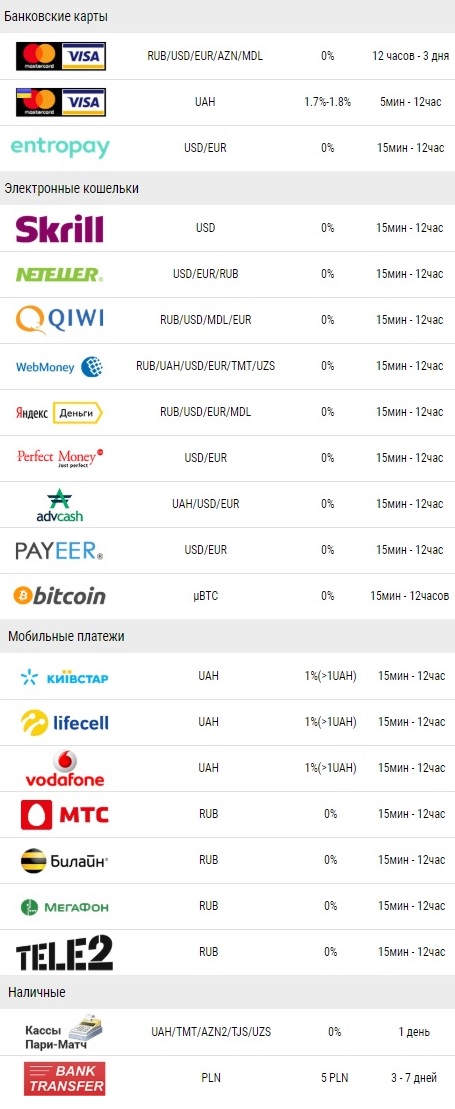 Банковские карты
mastercard VISA RUB/USD/EUR/AZN/MDL 0% 12 часов - 3 дня
mastercard VISA UAH 1.7%-1.8% 5мин - 12час
entropay USD/EUR 0% 15мин - 12час
Электронные кошельки
Skrill USD 0% 15мин - 12час
NETELLER® USD/EUR/RUB 0% 15мин - 12час
QIWI RUB/USD/MDL/EUR 0% 15мин - 12час
WebMoney RUB/UAH/USD/EUR/TMT/UZS 0% 15мин - 12час
Яндекс Деньги RUB/USD/EUR/MDL 0% 15мин - 12час
Perfect Money USD/EUR 0% 15мин - 12час
Just perfect
advcash UAH/USD/EUR 0% 15мин - 12час
PAYEER® USD/EUR 0% 15мин - 12час
bitcoin µBTC 0% 15мин - 12часов
Мобильные платежи
КИЇВСТАР UAH 1%(>1UAH) 15мин - 12час
lifecell UAH 1%(>1UAH) 15мин - 12час
vodafone UAH 1%(>1UAH) 15мин - 12час
МТС RUB 0% 15мин - 12час
Билайн® RUB 0% 15мин - 12час
МЕГАФОН RUB 0% 15мин - 12час
TELE2 RUB 0% 15мин - 12час
Наличные
Кассы
Пари-Матч UAH/TMT/AZN2/TJS/UZS 0% 1 день
BANK
TRANSFER PLN 5 PLN 3 - 7 дней